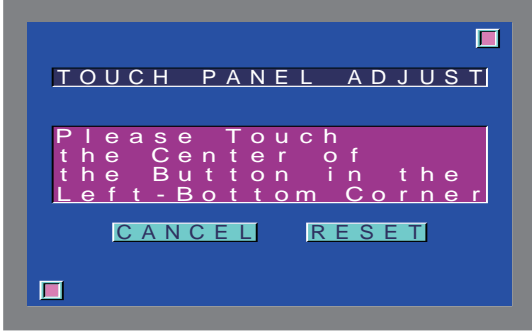 TOUCH PANEL ADJUST
Please Touch
the Center of
the Button in the
Left-Bottom Corner
CANCEL RESET